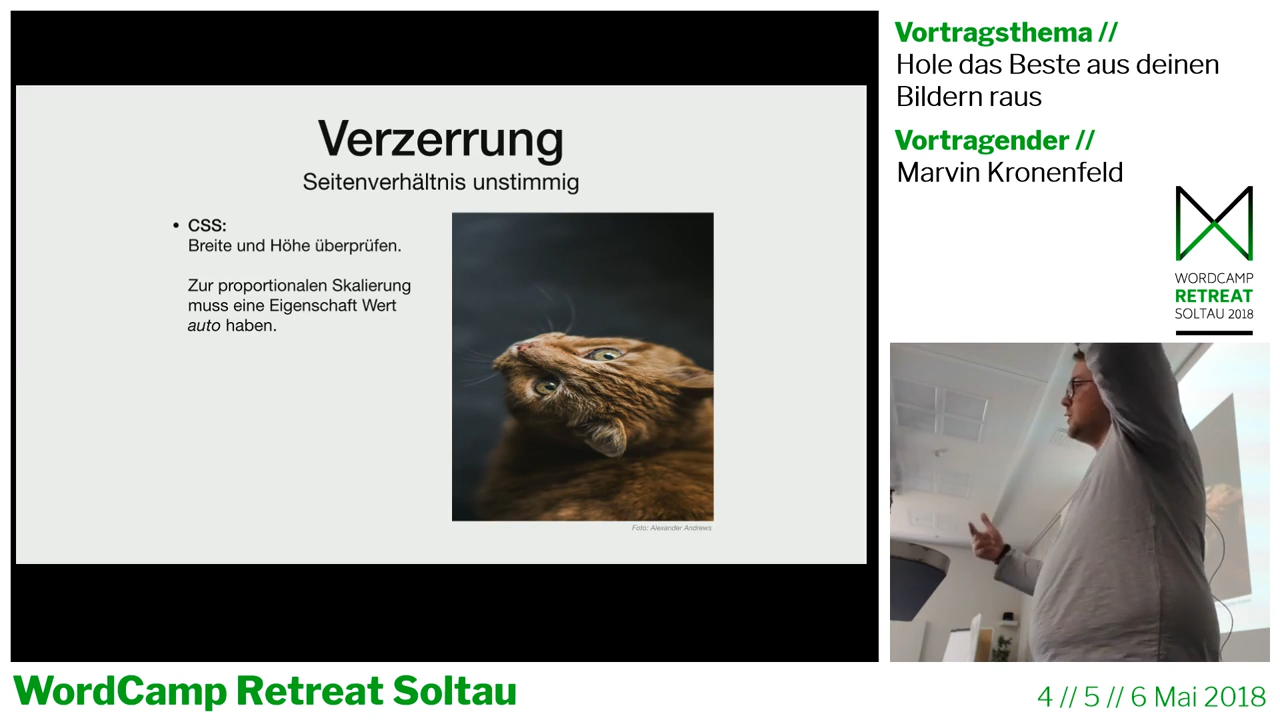 Verzerrung
Seitenverhältnis unstimmig
• CSS:
Breite und Höhe überprüfen.
Zur proportionalen Skalierung
muss eine Eigenschaft Wert
auto haben.
Foto: Alexander Andrews
Vortragsthema //
Hole das Beste aus deinen
Bildern raus
Vortragender //
Marvin Kronenfeld
WORDCAMP
RETREAT
SOLTAU 2018
WordCamp Retreat Soltau
4 // 5 // 6 Mai 2018